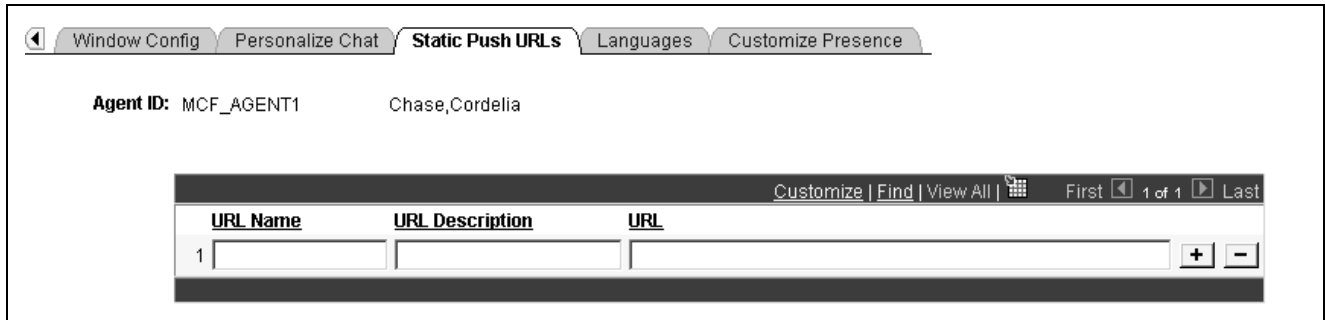 Window Config Personalize Chat Static Push URLs Languages Customize Presence
Agent ID: MCF_AGENT1 Chase,Cordelia
Customize | Find | View All | First 1 of 1 Last
URL Name URL Description URL
1 + -